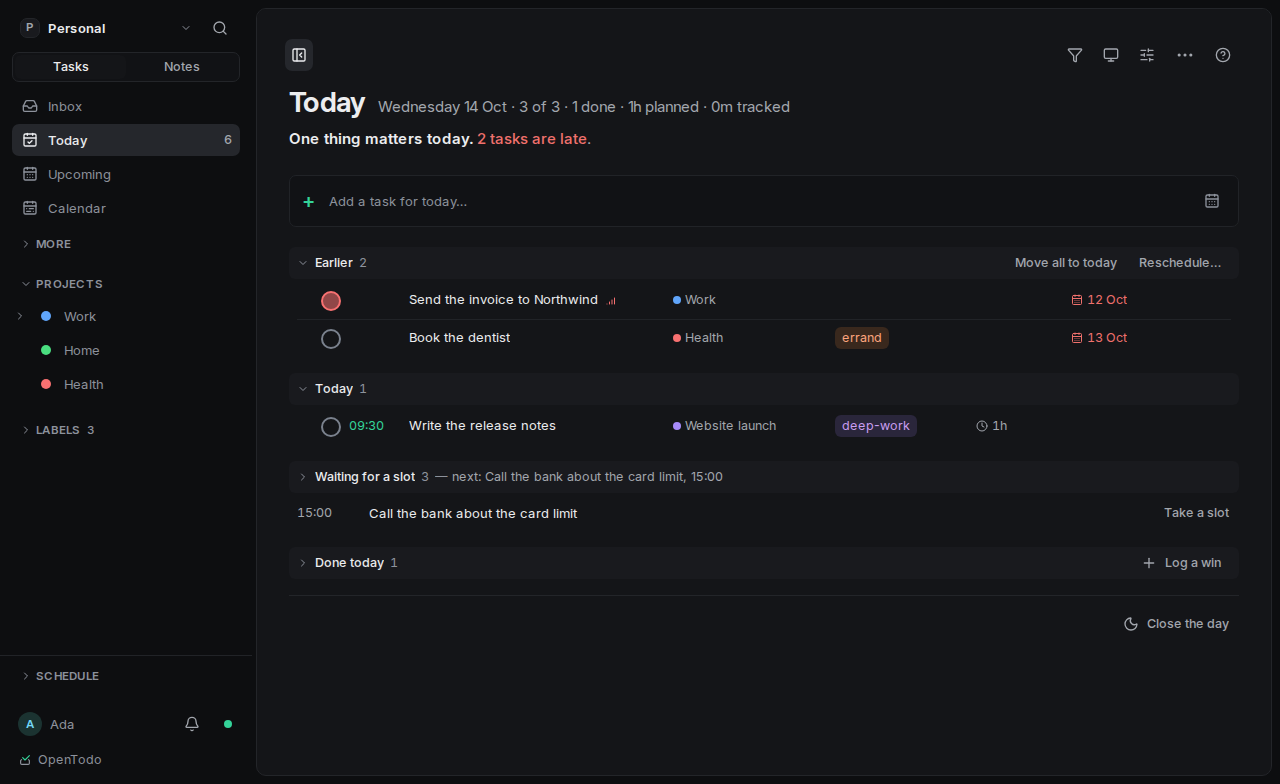 P Personal
Tasks Notes
Inbox
Today 6
Upcoming
Calendar
MORE
PROJECTS
Work
Home
Health
LABELS 3
SCHEDULE
A Ada
OpenTodo
Today Wednesday 14 Oct · 3 of 3 · 1 done · 1h planned · 0m tracked
One thing matters today. 2 tasks are late.
+ Add a task for today...
Earlier 2 Move all to today Reschedule...
Send the invoice to Northwind Work 12 Oct
Book the dentist Health errand 13 Oct
Today 1
09:30 Write the release notes Website launch deep-work 1h
Waiting for a slot 3 — next: Call the bank about the card limit, 15:00
15:00 Call the bank about the card limit Take a slot
Done today 1 Log a win
Close the day